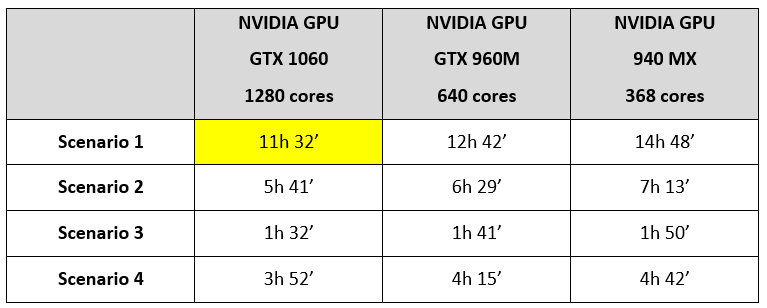 NVIDIA GPU NVIDIA GPU NVIDIA GPU
GTX 1060 GTX 960M 940 MX
1280 cores 640 cores 368 cores
Scenario 1 11h 32’ 12h 42’ 14h 48’
Scenario 2 5h 41’ 6h 29’ 7h 13’
Scenario 3 1h 32’ 1h 41’ 1h 50’
Scenario 4 3h 52’ 4h 15’ 4h 42’